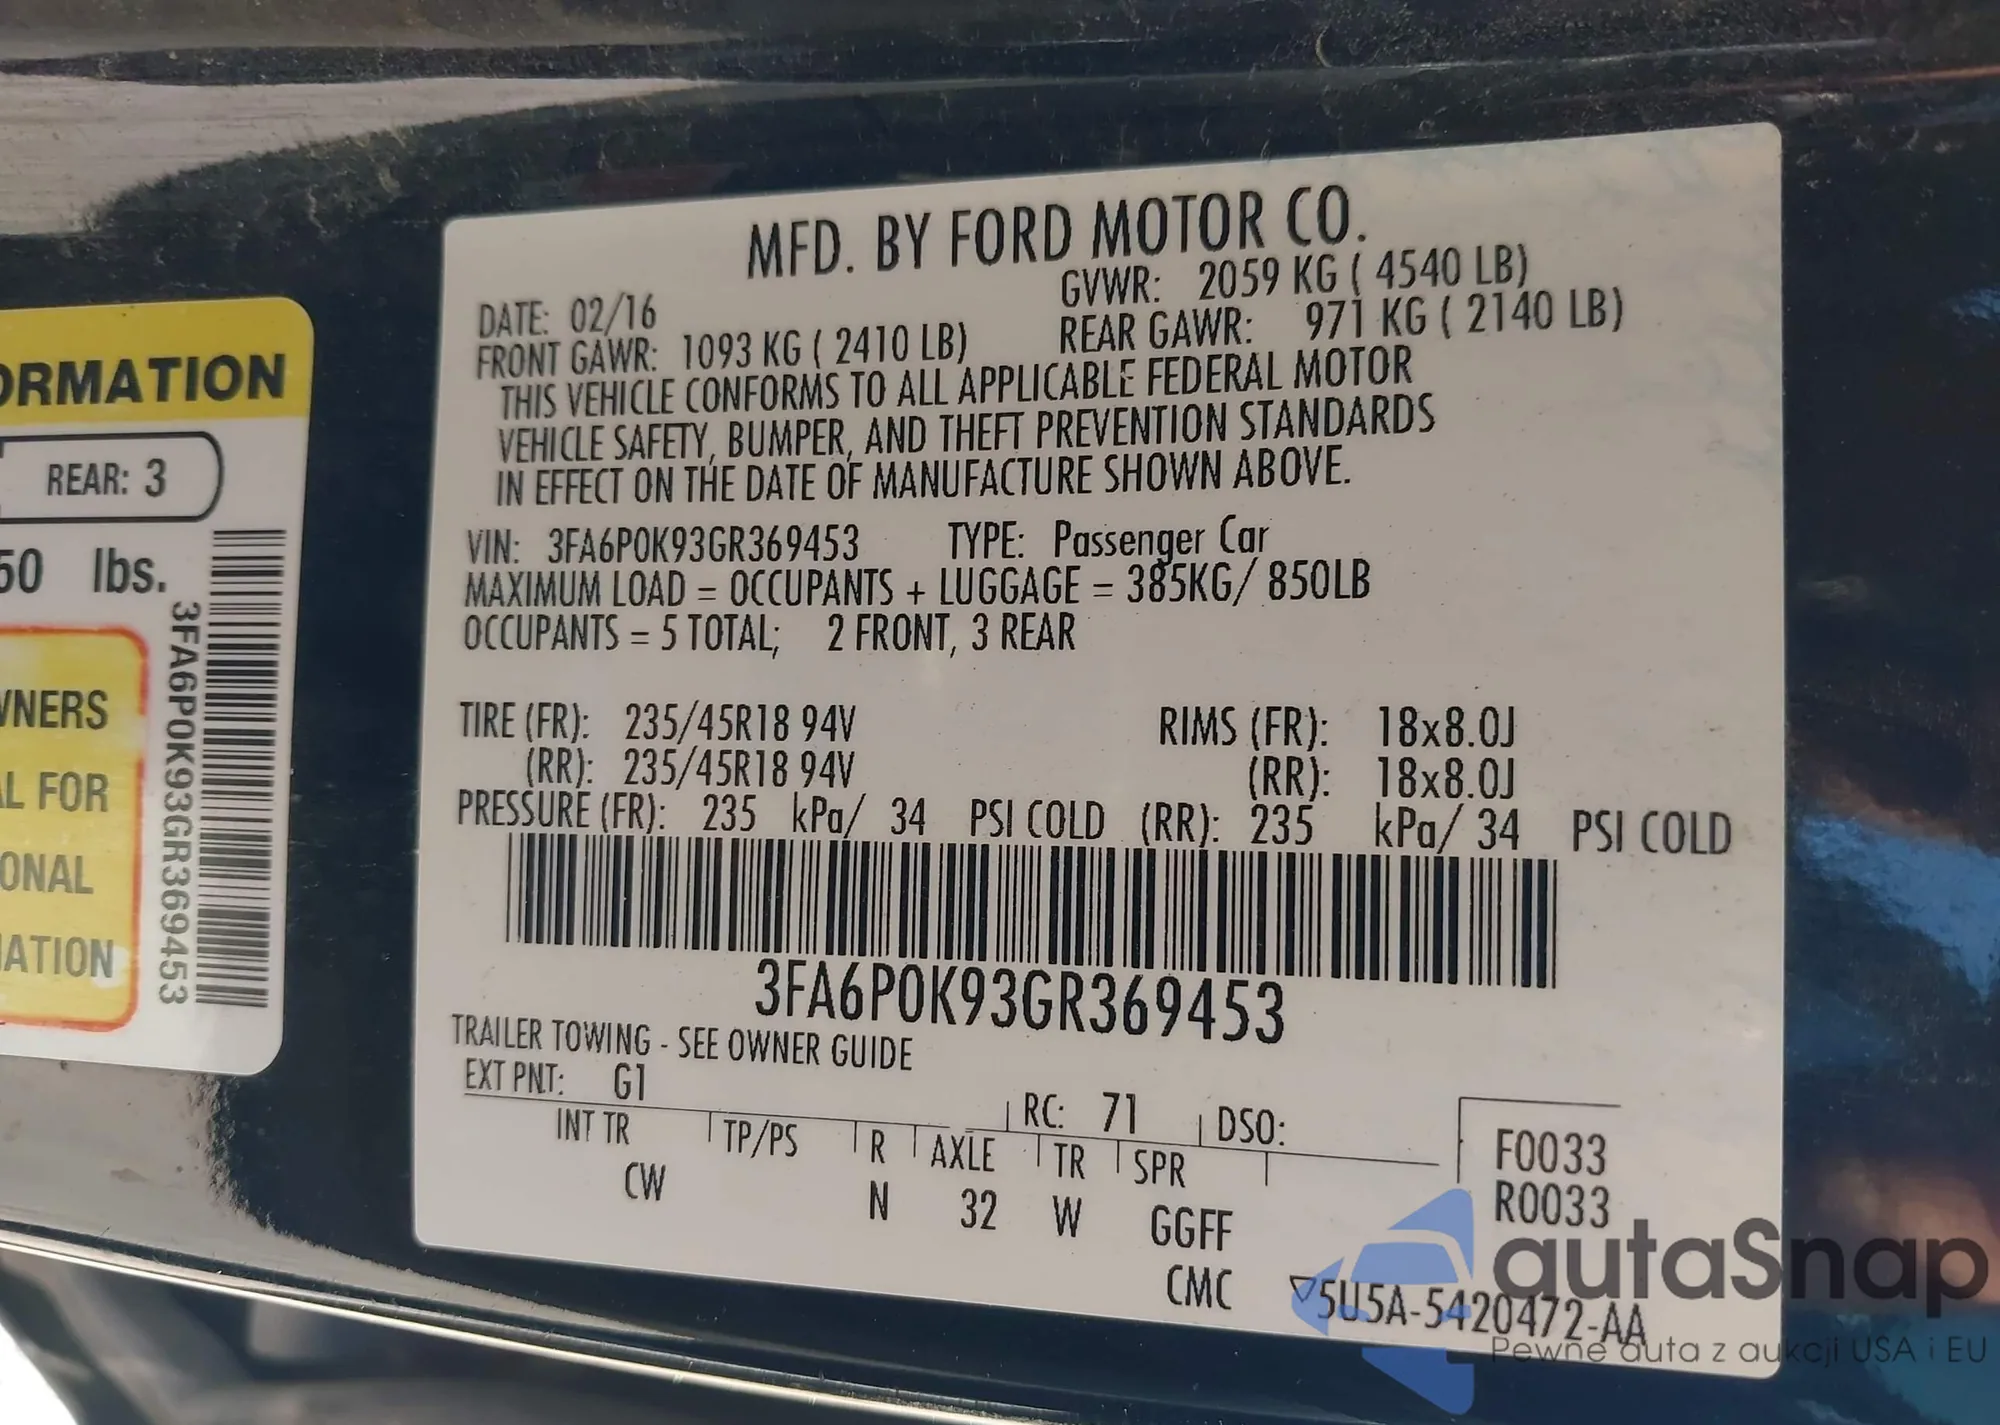 ORMATION
REAR: 3
50 lbs.
WNERS
AL FOR
ONAL
MATION
3FA6P0K93GR369453
MFD. BY FORD MOTOR CO.
DATE: 02/16 GVWR: 2059 KG ( 4540 LB)
FRONT GAWR: 1093 KG ( 2410 LB) REAR GAWR: 971 KG ( 2140 LB)
THIS VEHICLE CONFORMS TO ALL APPLICABLE FEDERAL MOTOR
VEHICLE SAFETY, BUMPER, AND THEFT PREVENTION STANDARDS
IN EFFECT ON THE DATE OF MANUFACTURE SHOWN ABOVE.
VIN: 3FA6P0K93GR369453 TYPE: Passenger Car
MAXIMUM LOAD = OCCUPANTS + LUGGAGE = 385KG/ 850LB
OCCUPANTS = 5 TOTAL; 2 FRONT, 3 REAR
TIRE (FR): 235/45R18 94V RIMS (FR): 18x8.0J
(RR): 235/45R18 94V (RR): 18x8.0J
PRESSURE (FR): 235 kPa/ 34 PSI COLD (RR): 235 kPa/ 34 PSI COLD
3FA6P0K93GR369453
TRAILER TOWING - SEE OWNER GUIDE
EXT PNT: G1 RC: 71 DSO:
INT TR TP/PS R AXLE TR SPR F0033
CW N 32 W GGFF R0033
CMC ▽5U5A-5420472-AA
autaSnap
Pewne auta z aukcji USA i EU